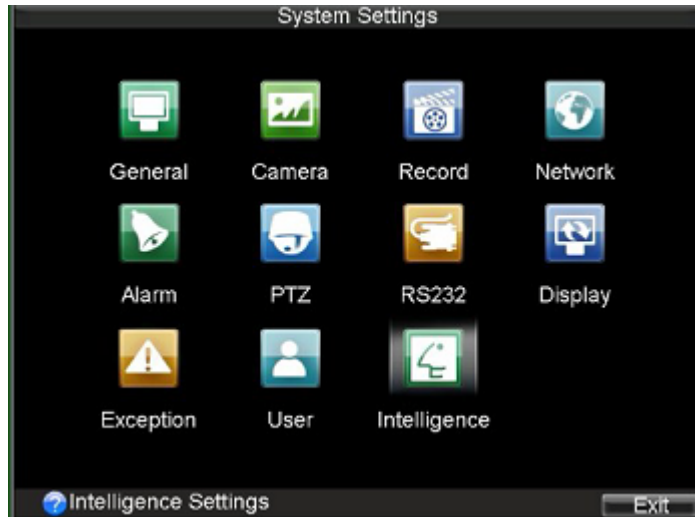 System Settings
General Camera Record Network
Alarm PTZ RS232 Display
Exception User Intelligence
?Intelligence Settings Exit